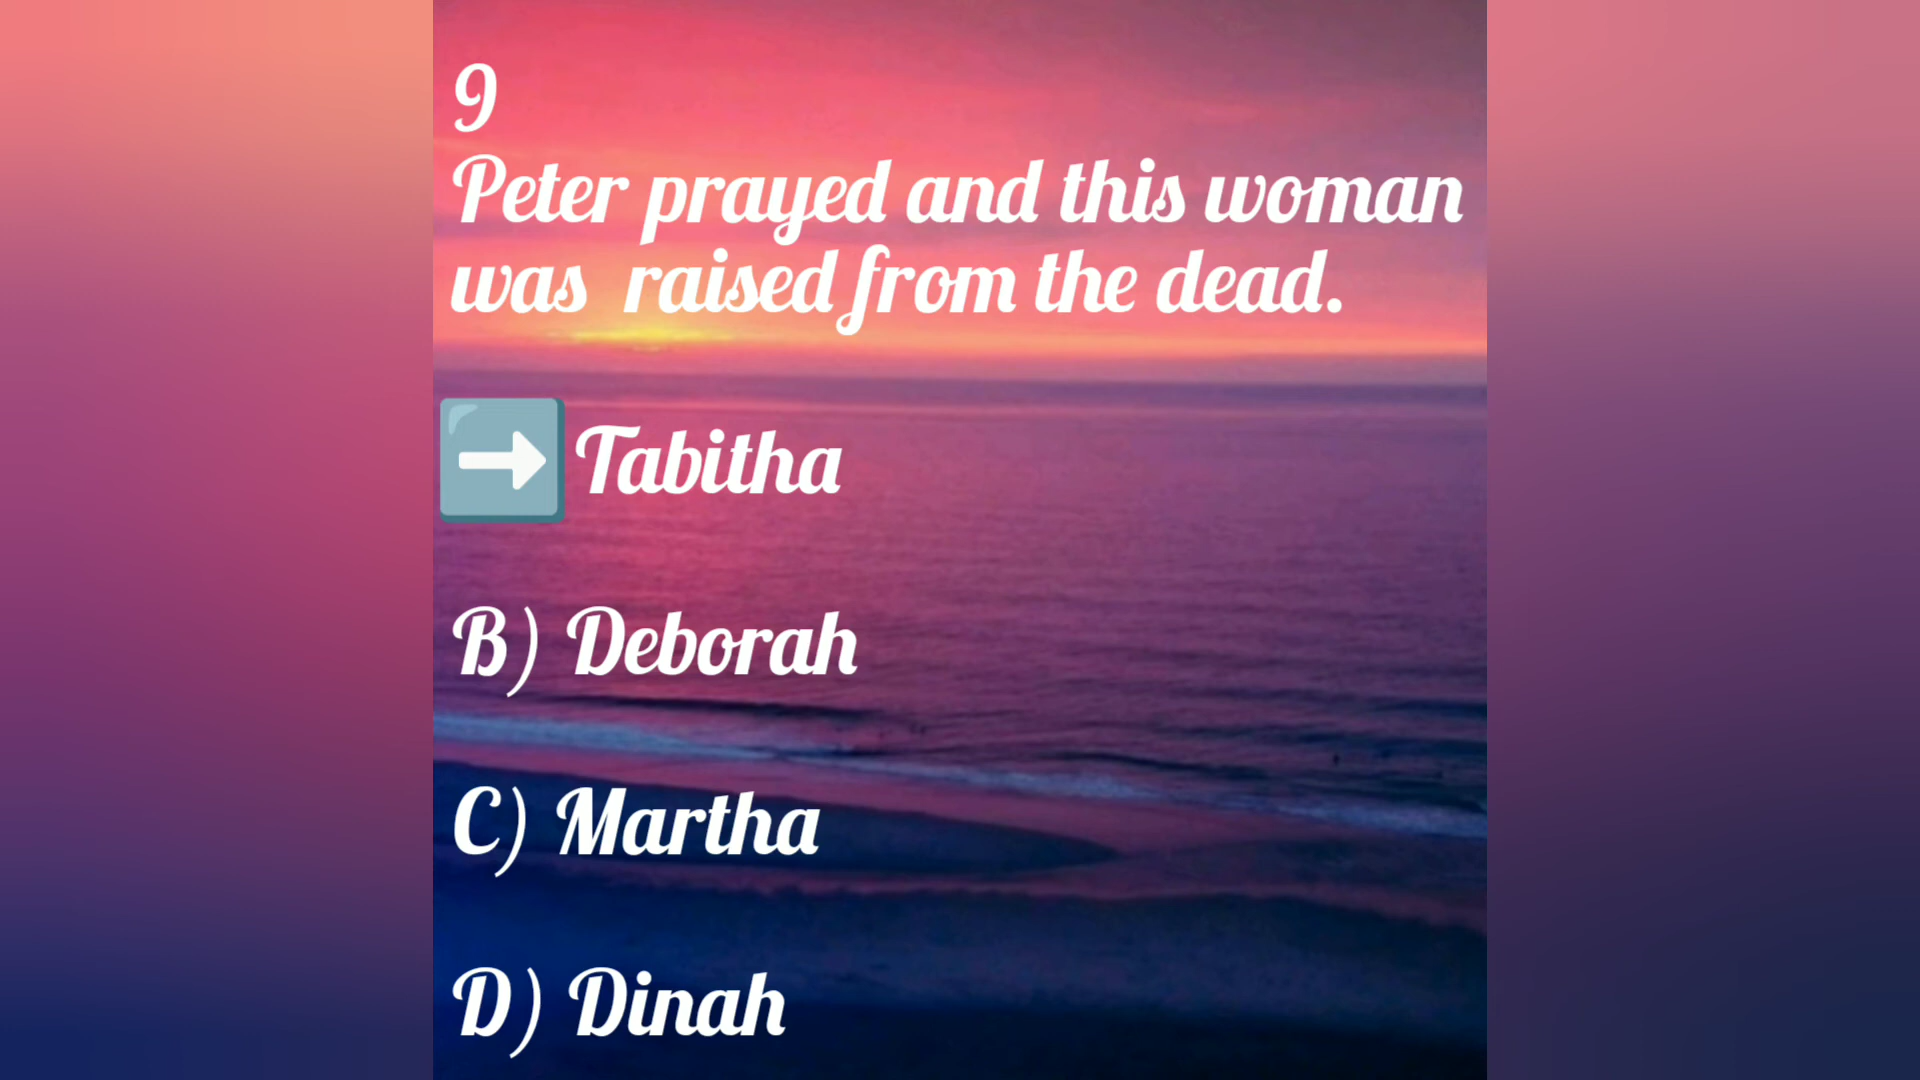 9
Peter prayed and this woman
was raised from the dead.
➡ Tabitha
B) Deborah
C) Martha
D) Dinah